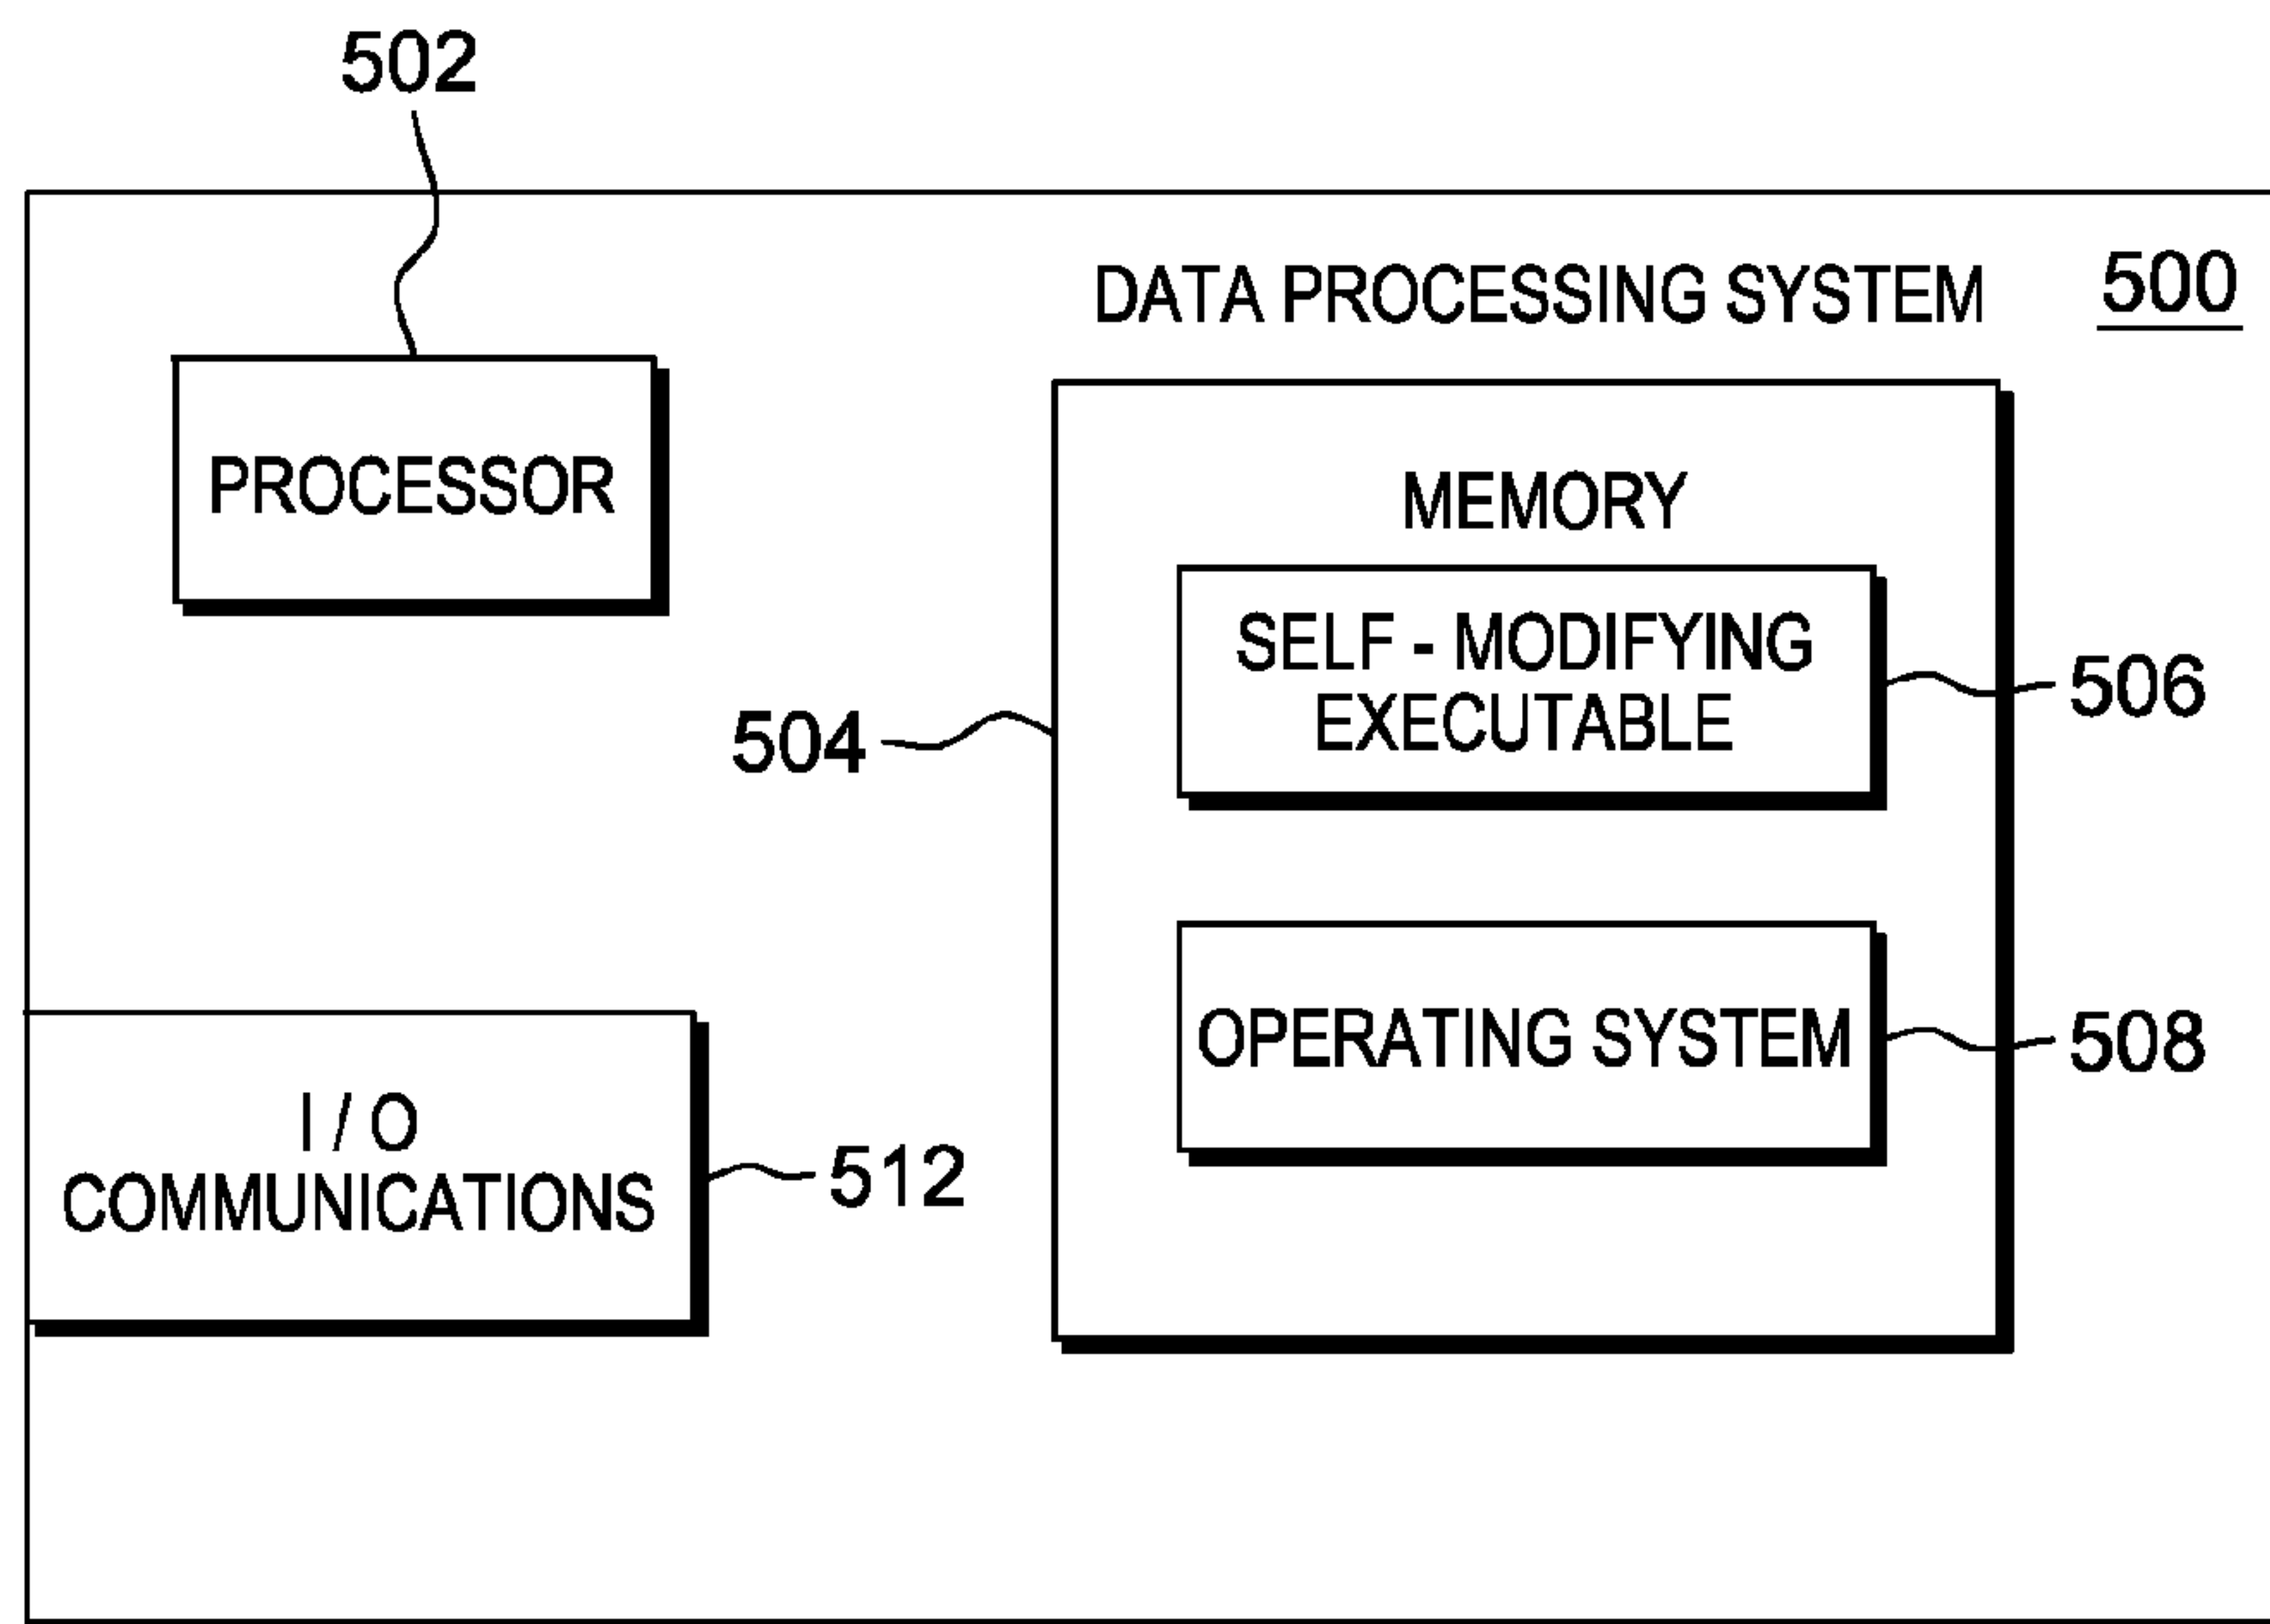 502
DATA PROCESSING SYSTEM 500
PROCESSOR
MEMORY
SELF - MODIFYING
EXECUTABLE
506
504
OPERATING SYSTEM
508
I / O
COMMUNICATIONS
512